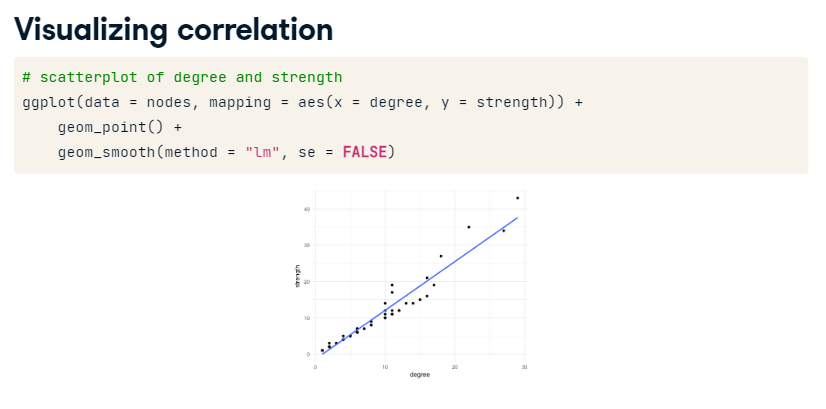 Visualizing correlation
# scatterplot of degree and strength
ggplot(data = nodes, mapping = aes(x = degree, y = strength)) +
    geom_point() +
    geom_smooth(method = "lm", se = FALSE)
40
30
20
10
0
strength
0 10 20 30
degree